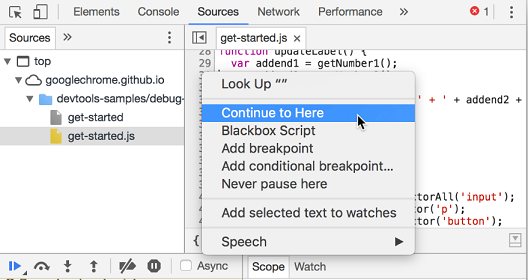 Elements Console Sources Network Performance » 1
Sources » get-started.js ×
top
googlechrome.github.io
devtools-samples/debug-
get-started
get-started.js
28
function updateLabel() {
29 var addend1 = getNumber1();
Look Up “”
' + ' + addend2 +
Continue to Here
Blackbox Script
Add breakpoint
Add conditional breakpoint...
Never pause here
ctorAll('input');
tor('p');
Add selected text to watches
tor('button');
{
Speech
Async Scope Watch